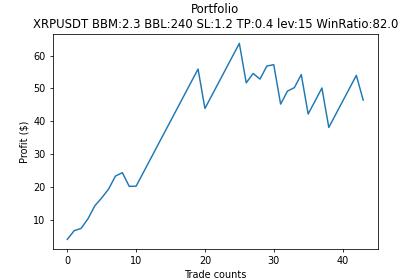 Portfolio
XRPUSDT BBM:2.3 BBL:240 SL:1.2 TP:0.4 lev:15 WinRatio:82.0
Profit ($)
60
50
40
30
20
10
0 10 20 30 40
Trade counts